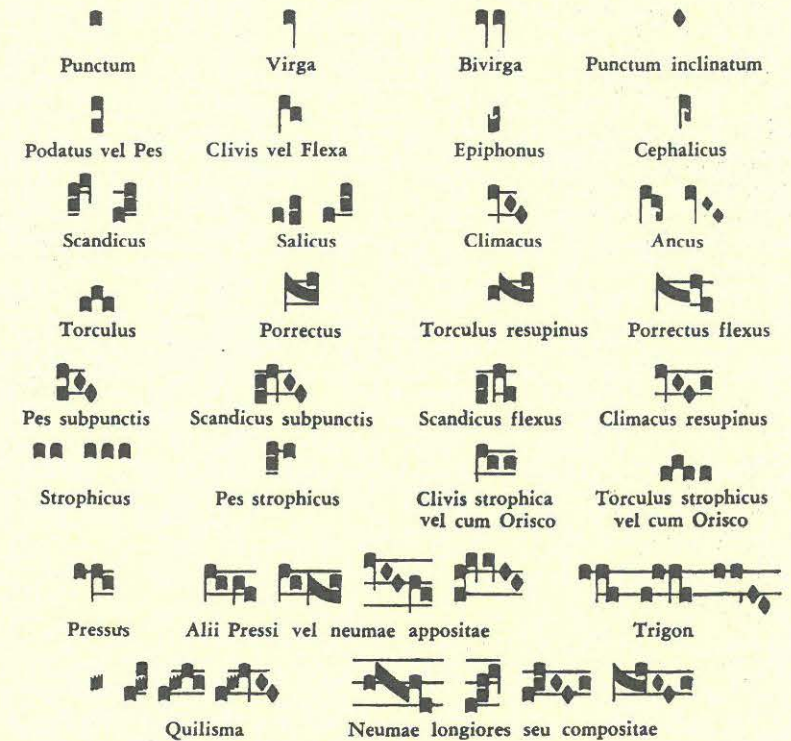 Punctum Virga Bivirga Punctum inclinatum
Podatus vel Pes Clivis vel Flexa Epiphonus Cephalicus
Scandicus Salicus Climacus Ancus
Torculus Porrectus Torculus resupinus Porrectus flexus
Pes subpunctis Scandicus subpunctis Scandicus flexus Climacus resupinus
Strophicus Pes strophicus Clivis strophica Torculus strophicus
vel cum Orisco vel cum Orisco
Pressus Alii Pressi vel neumae appositae Trigon
Quilisma Neumae longiores seu compositae